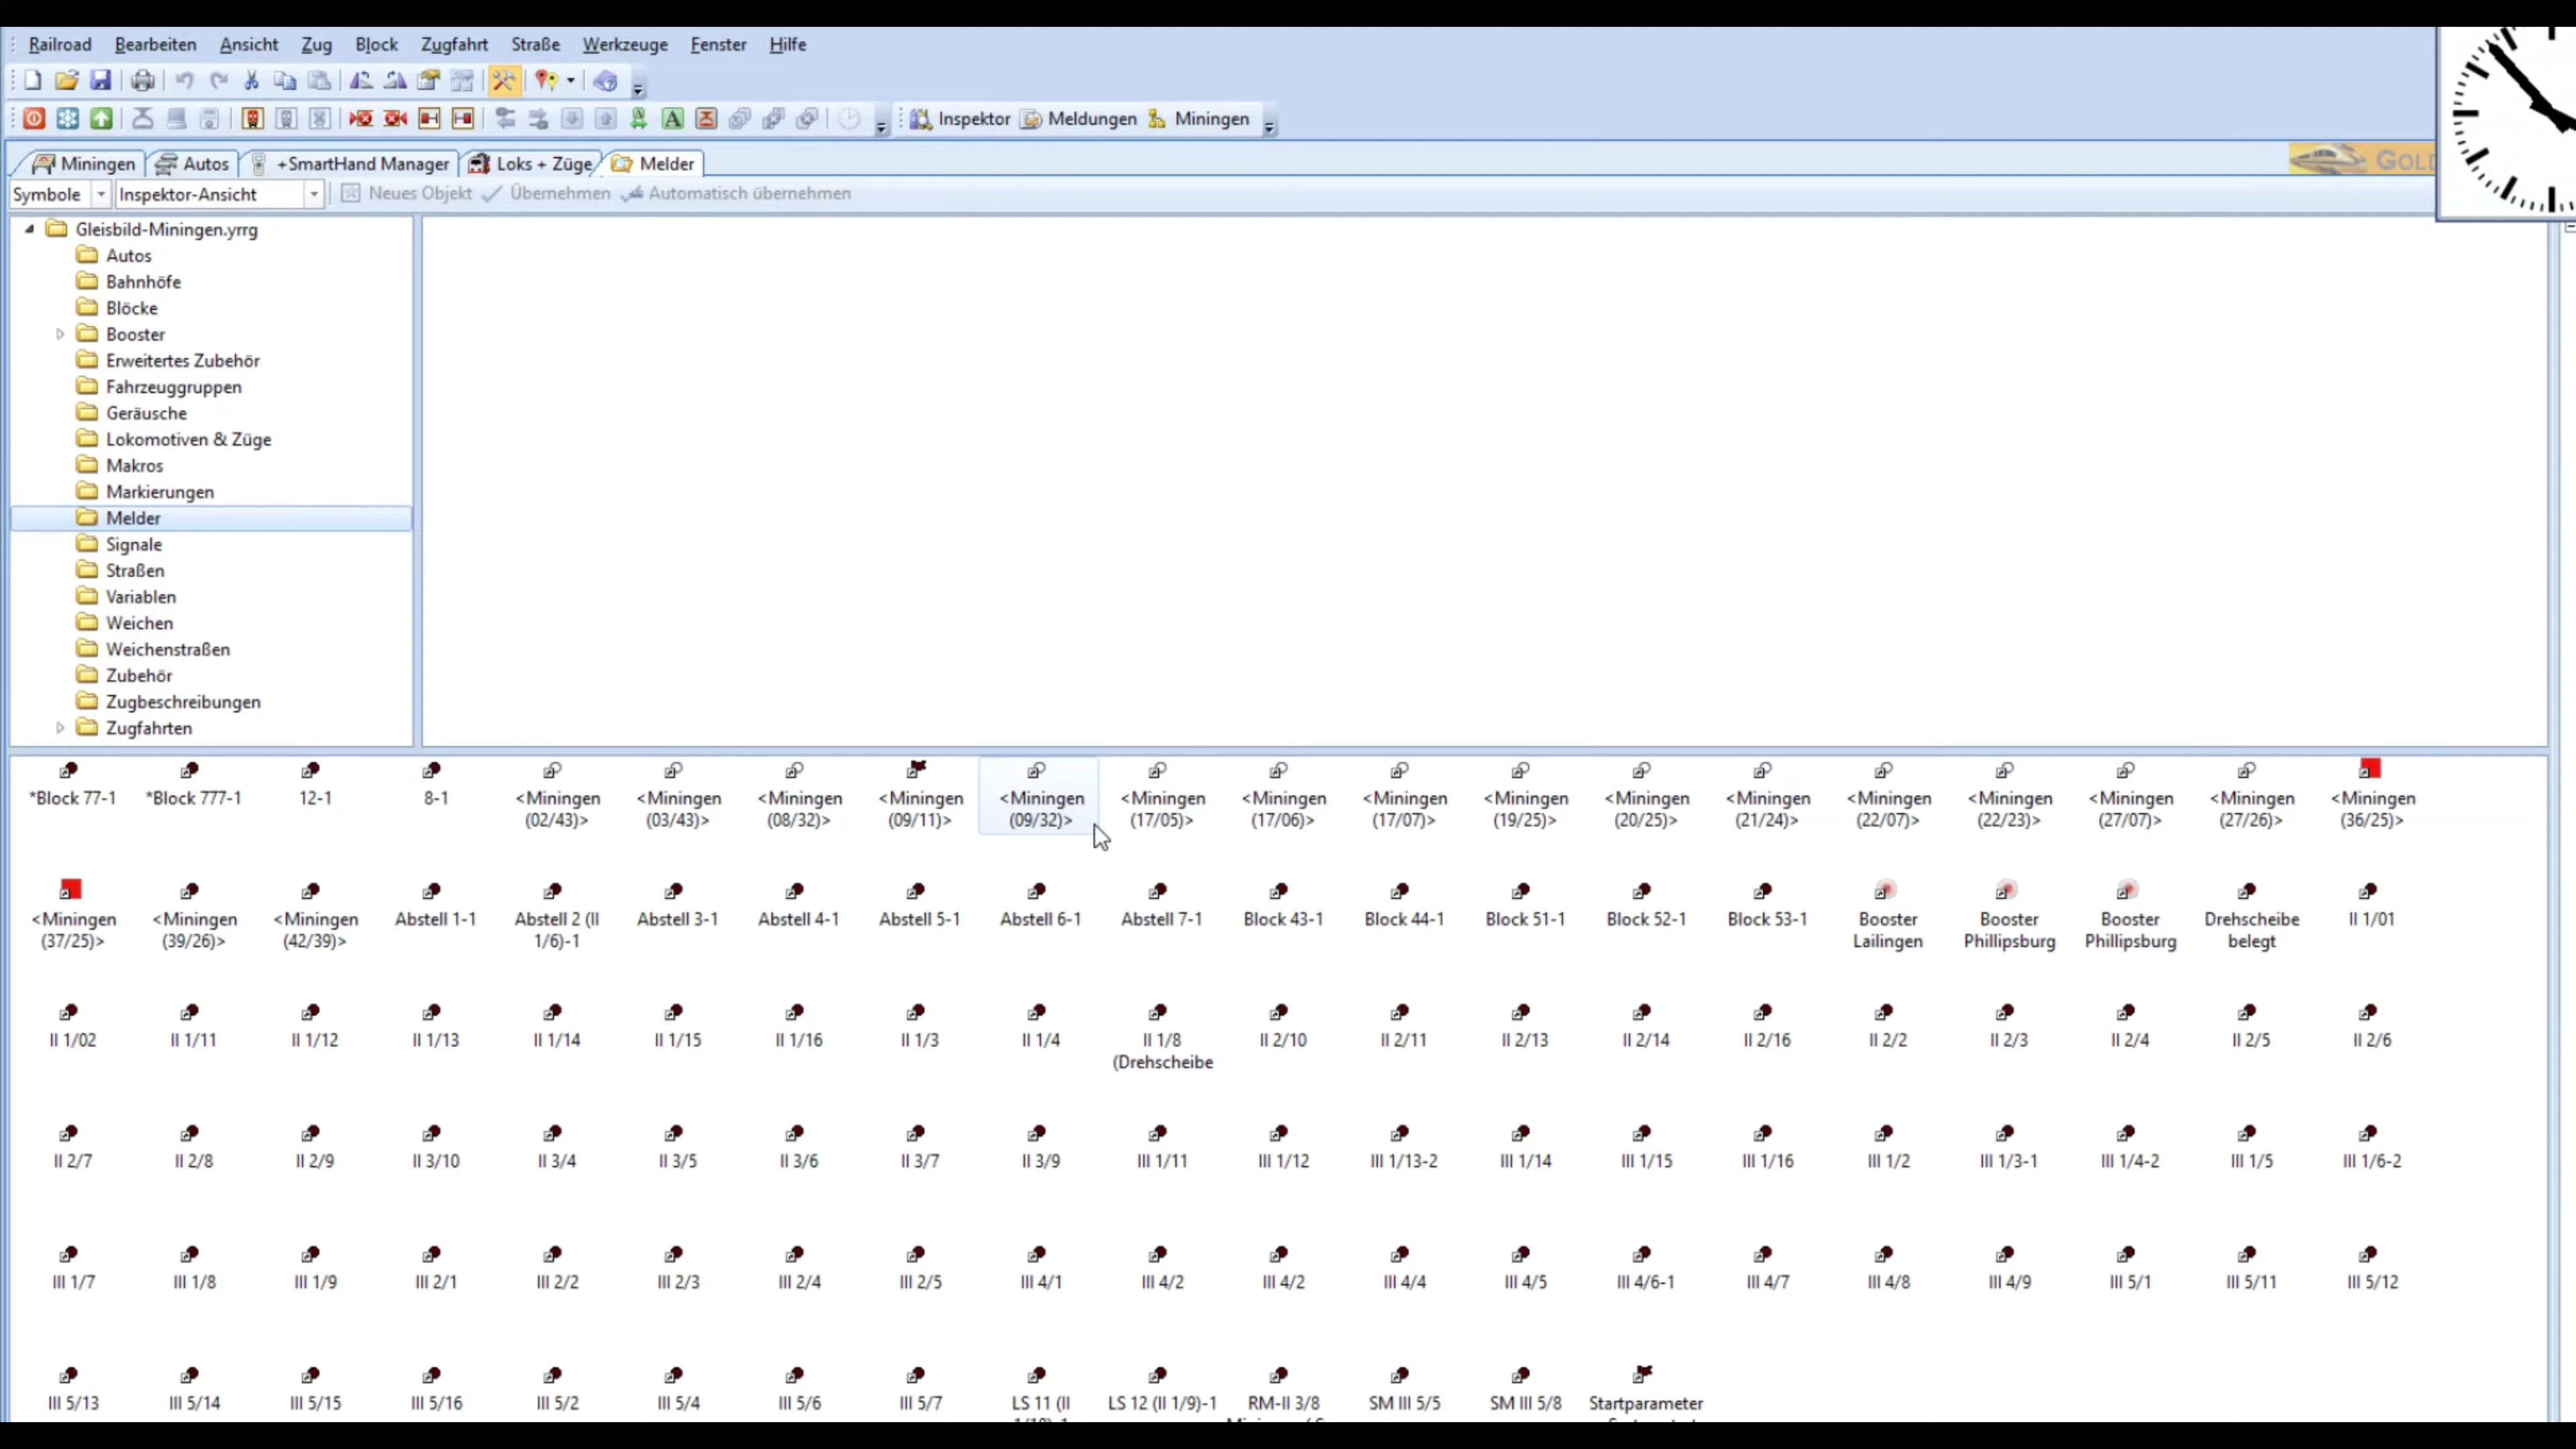 Railroad Bearbeiten Ansicht Zug Block Zugfahrt Straße Werkzeuge Fenster Hilfe
Inspektor Meldungen Miningen
Miningen Autos +SmartHand Manager Loks + Züge Melder
Symbole Inspektor-Ansicht Neues Objekt Übernehmen Automatisch übernehmen
Gleisbild-Miningen.yrrg
Autos
Bahnhöfe
Blöcke
Booster
Erweitertes Zubehör
Fahrzeuggruppen
Geräusche
Lokomotiven & Züge
Makros
Markierungen
Melder
Signale
Straßen
Variablen
Weichen
Weichenstraßen
Zubehör
Zugbeschreibungen
Zugfahrten
*Block 77-1 *Block 777-1 12-1 8-1 <Miningen <Miningen <Miningen <Miningen <Miningen <Miningen <Miningen <Miningen <Miningen <Miningen <Miningen <Miningen <Miningen <Miningen <Miningen <Miningen
(02/43)> (03/43)> (08/32)> (09/11)> (09/32)> (17/05)> (17/06)> (17/07)> (19/25)> (20/25)> (21/24)> (22/07)> (22/23)> (27/07)> (27/26)> (36/25)>
<Miningen <Miningen <Miningen Abstell 1-1 Abstell 2 (II Abstell 3-1 Abstell 4-1 Abstell 5-1 Abstell 6-1 Abstell 7-1 Block 43-1 Block 44-1 Block 51-1 Block 52-1 Block 53-1 Booster Booster Booster Drehscheibe II 1/01
(37/25)> (39/26)> (42/39)> 1/6)-1 Lailingen Phillipsburg Phillipsburg belegt
II 1/02 II 1/11 II 1/12 II 1/13 II 1/14 II 1/15 II 1/16 II 1/3 II 1/4 II 1/8 II 2/10 II 2/11 II 2/13 II 2/14 II 2/16 II 2/2 II 2/3 II 2/4 II 2/5 II 2/6
(Drehscheibe
II 2/7 II 2/8 II 2/9 II 3/10 II 3/4 II 3/5 II 3/6 II 3/7 II 3/9 III 1/11 III 1/12 III 1/13-2 III 1/14 III 1/15 III 1/16 III 1/2 III 1/3-1 III 1/4-2 III 1/5 III 1/6-2
III 1/7 III 1/8 III 1/9 III 2/1 III 2/2 III 2/3 III 2/4 III 2/5 III 4/1 III 4/2 III 4/2 III 4/4 III 4/5 III 4/6-1 III 4/7 III 4/8 III 4/9 III 5/1 III 5/11 III 5/12
III 5/13 III 5/14 III 5/15 III 5/16 III 5/2 III 5/4 III 5/6 III 5/7 LS 11 (II LS 12 (II 1/9)-1 RM-II 3/8 SM III 5/5 SM III 5/8 Startparameter